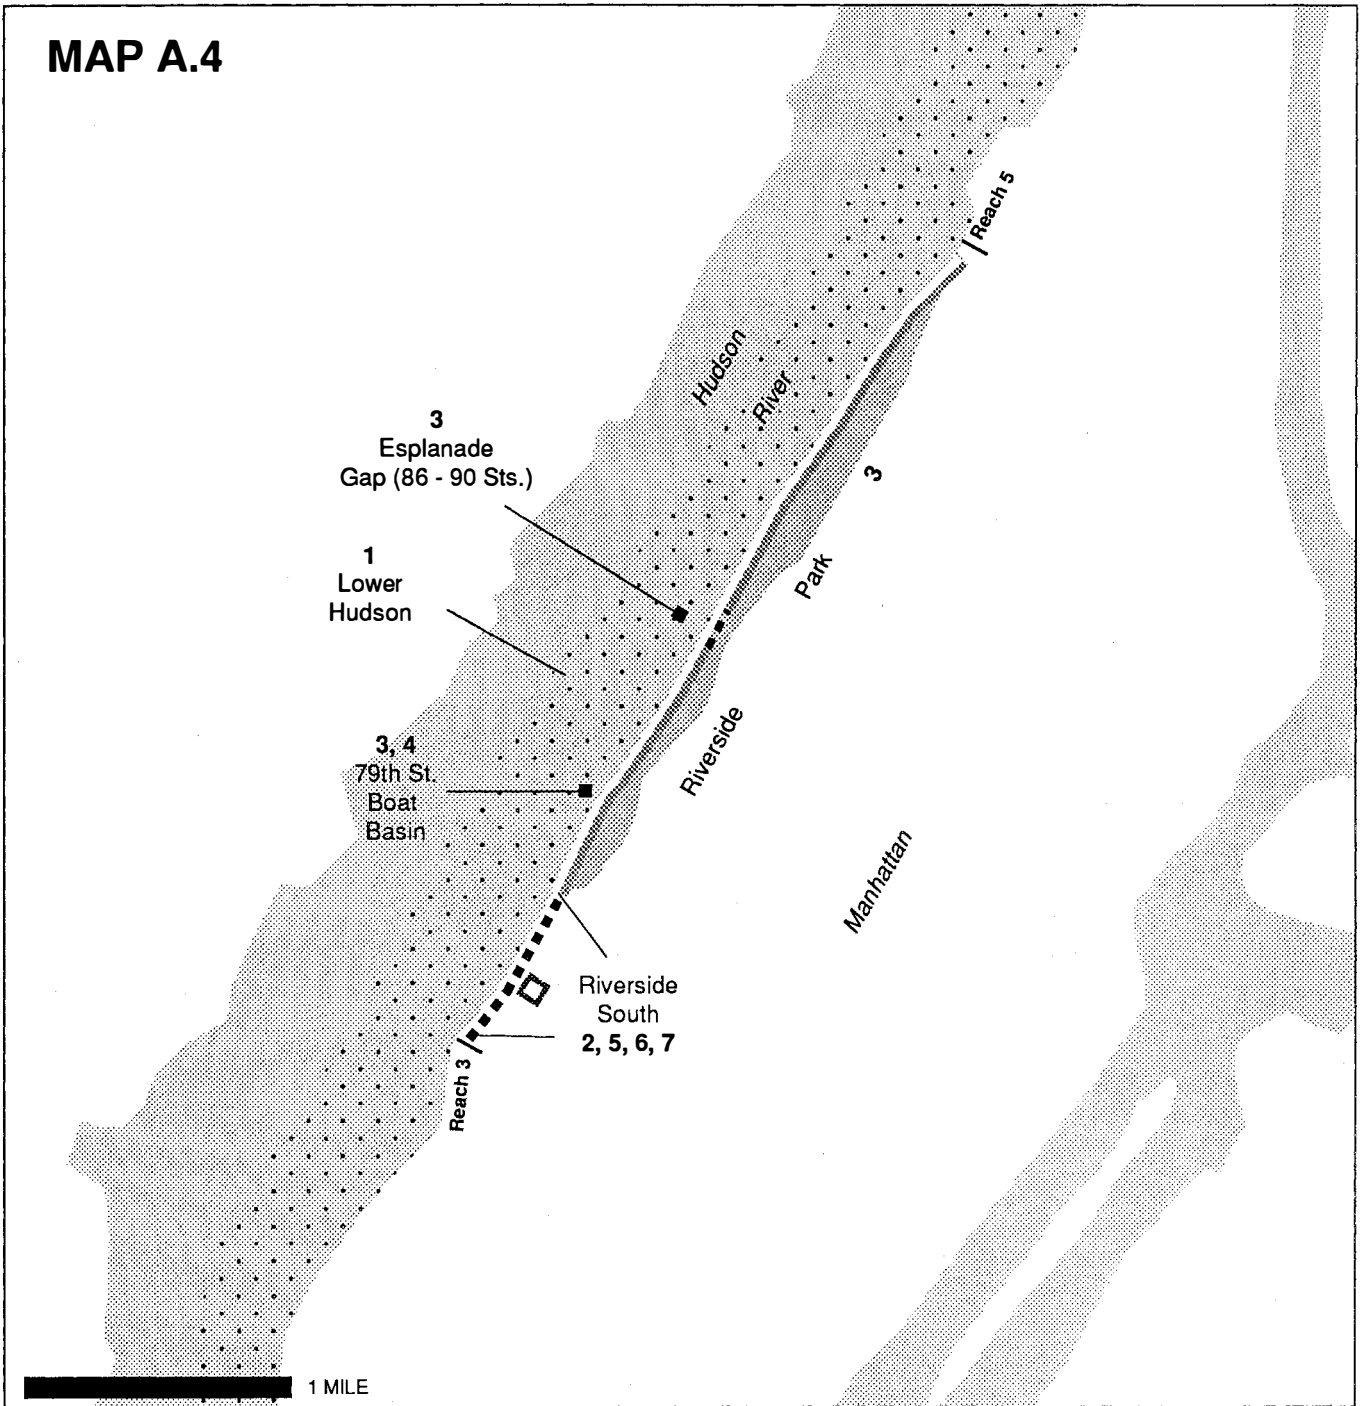 MAP A.4
Reach 5
Hudson
River
3
Esplanade
Gap (86 - 90 Sts.)
3
1
Lower
Hudson
Park
Riverside
3, 4
79th St.
Boat
Basin
Manhattan
Riverside
South
2, 5, 6, 7
Reach 3
1 MILE